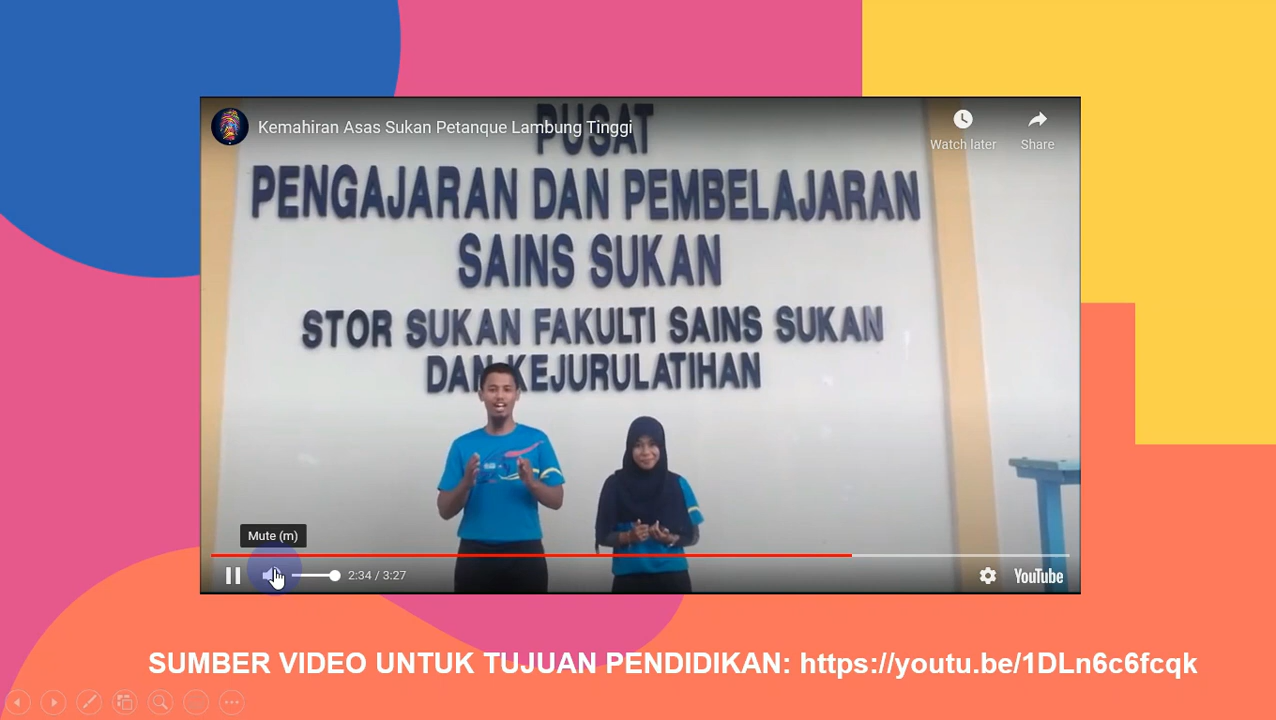 Kemahiran Asas Sukan Petanque Lambung Tinggi
Watch later
Share
PUSAT
PENGAJARAN DAN PEMBELAJARAN
SAINS SUKAN
STOR SUKAN FAKULTI SAINS SUKAN
DAN KEJURULATIHAN
Mute (m)
2:34 / 3:27
YouTube
SUMBER VIDEO UNTUK TUJUAN PENDIDIKAN: https://youtu.be/1DLn6c6fcqk